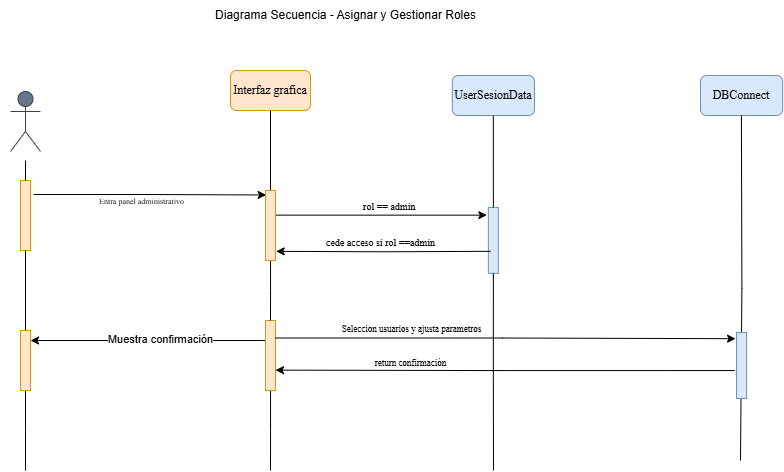 Diagrama Secuencia - Asignar y Gestionar Roles
Interfaz grafica
UserSesionData
DBConnect
Entra panel administrativo
rol == admin
cede acceso si rol ==admin
Seleccion usuarios y ajusta parametros
Muestra confirmación
return confirmación